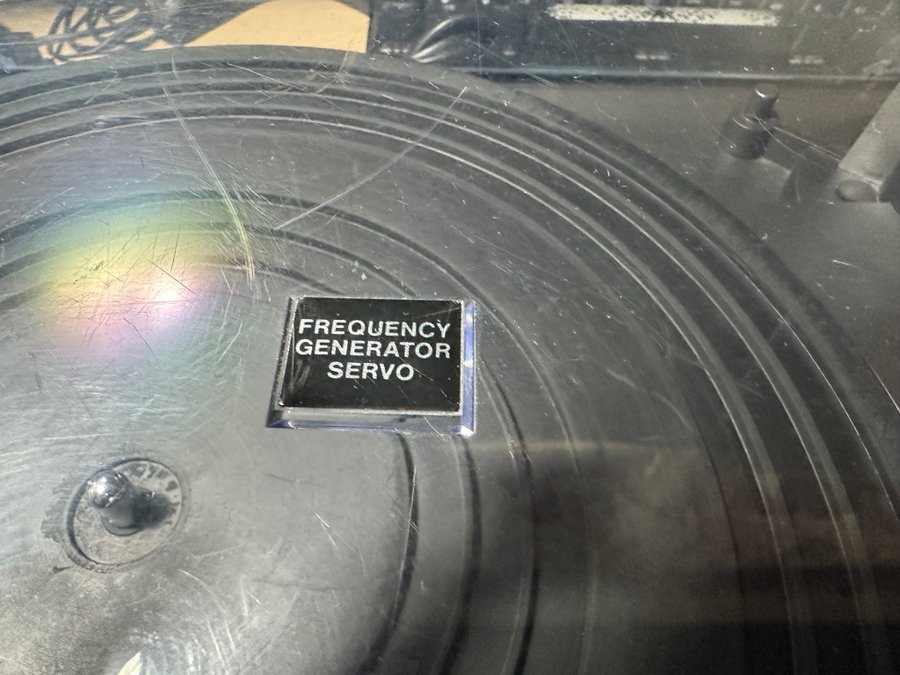 FREQUENCY
GENERATOR
SERVO